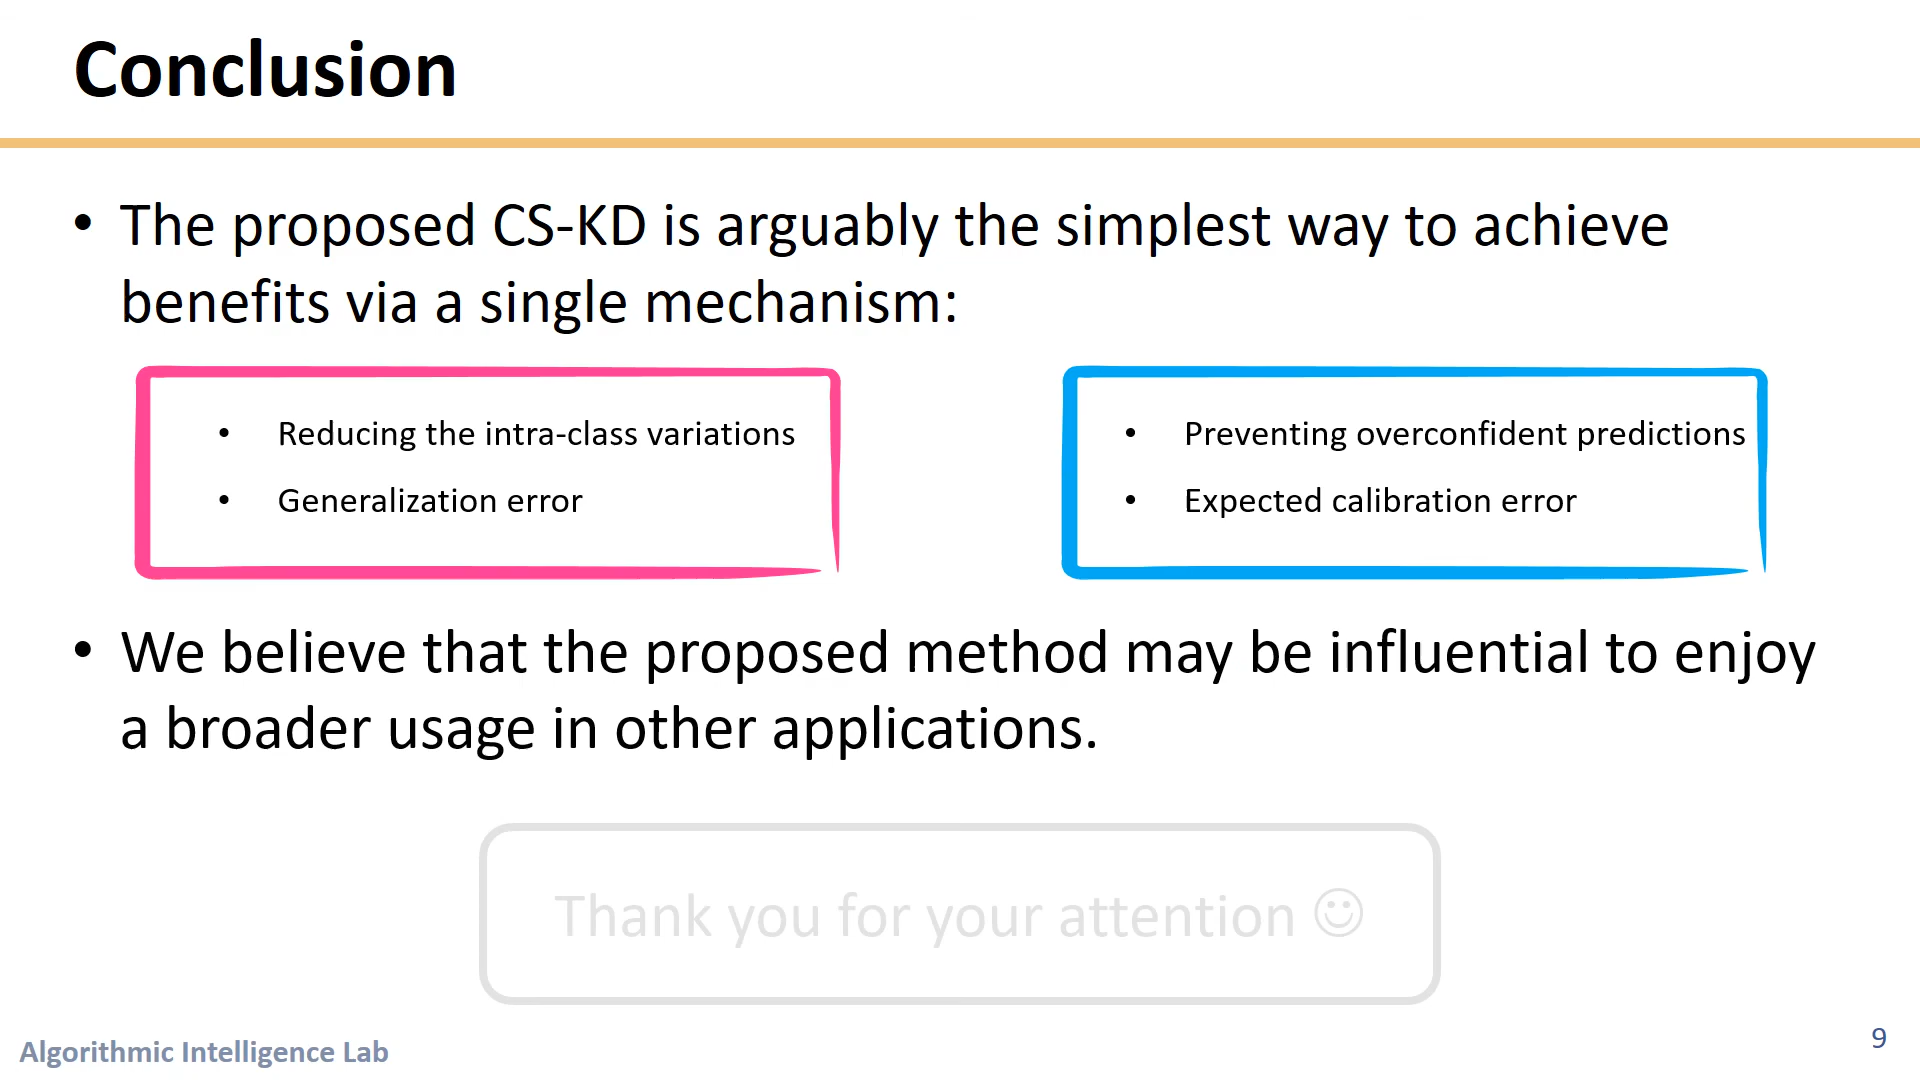 Conclusion
• The proposed CS-KD is arguably the simplest way to achieve
benefits via a single mechanism:
• Reducing the intra-class variations
• Generalization error
• Preventing overconfident predictions
• Expected calibration error
• We believe that the proposed method may be influential to enjoy
a broader usage in other applications.
Thank you for your attention ☺
Algorithmic Intelligence Lab
9